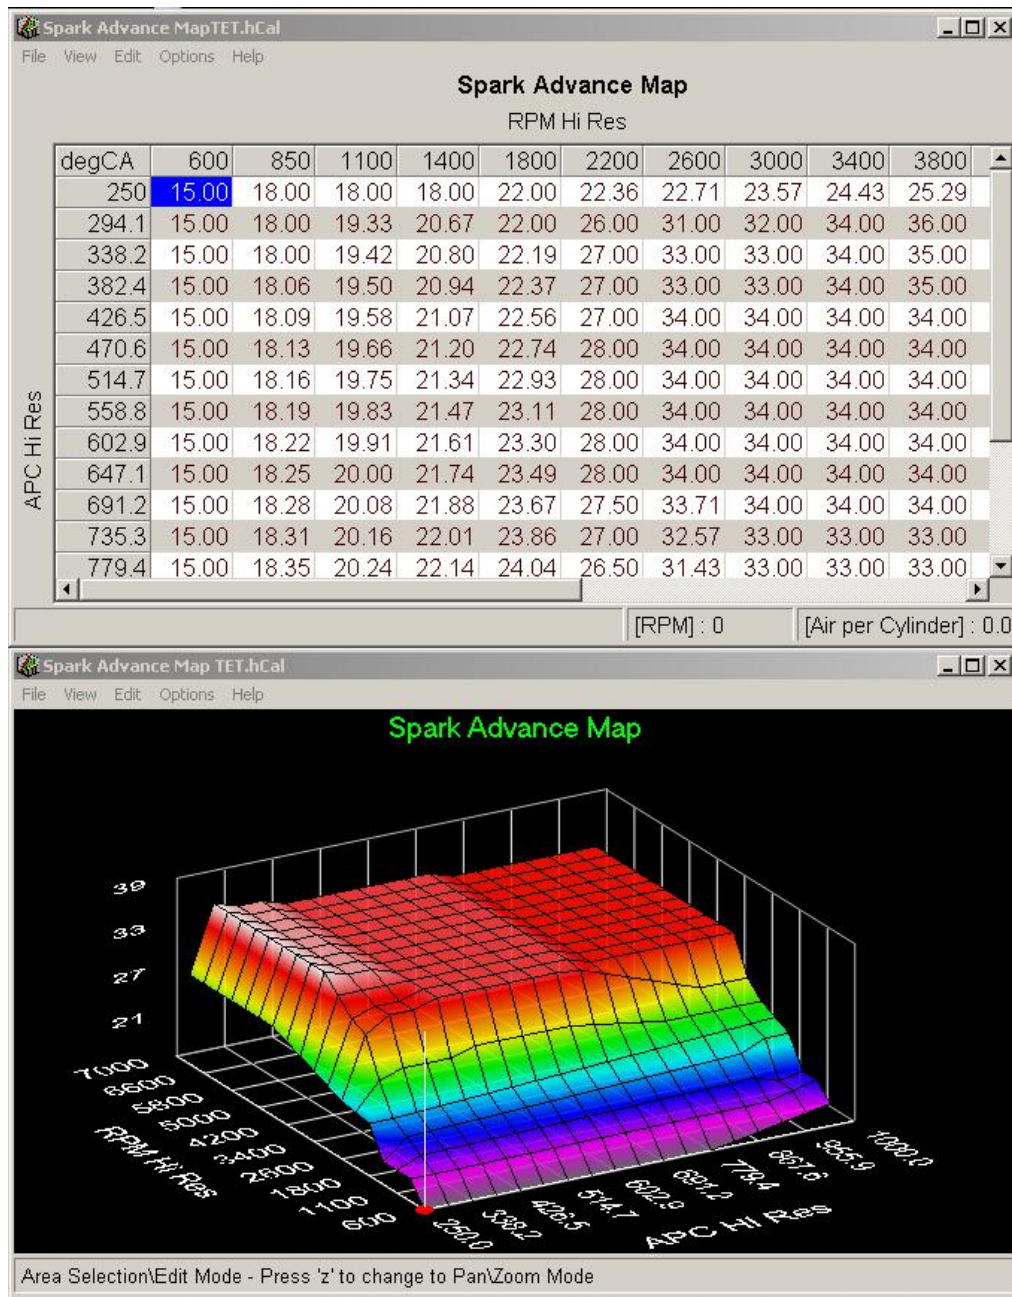 Spark Advance MapTET.hCal
File View Edit Options Help
Spark Advance Map
RPM Hi Res
degCA 600 850 1100 1400 1800 2200 2600 3000 3400 3800
250 15.00 18.00 18.00 18.00 22.00 22.36 22.71 23.57 24.43 25.29
294.1 15.00 18.00 19.33 20.67 22.00 26.00 31.00 32.00 34.00 36.00
338.2 15.00 18.00 19.42 20.80 22.19 27.00 33.00 33.00 34.00 35.00
382.4 15.00 18.06 19.50 20.94 22.37 27.00 33.00 33.00 34.00 35.00
426.5 15.00 18.09 19.58 21.07 22.56 27.00 34.00 34.00 34.00 34.00
470.6 15.00 18.13 19.66 21.20 22.74 28.00 34.00 34.00 34.00 34.00
514.7 15.00 18.16 19.75 21.34 22.93 28.00 34.00 34.00 34.00 34.00
558.8 15.00 18.19 19.83 21.47 23.11 28.00 34.00 34.00 34.00 34.00
602.9 15.00 18.22 19.91 21.61 23.30 28.00 34.00 34.00 34.00 34.00
647.1 15.00 18.25 20.00 21.74 23.49 28.00 34.00 34.00 34.00 34.00
691.2 15.00 18.28 20.08 21.88 23.67 27.50 33.71 34.00 34.00 34.00
735.3 15.00 18.31 20.16 22.01 23.86 27.00 32.57 33.00 33.00 33.00
779.4 15.00 18.35 20.24 22.14 24.04 26.50 31.43 33.00 33.00 33.00
APC Hi Res
[RPM] : 0 [Air per Cylinder] : 0.0
Spark Advance Map TET.hCal
File View Edit Options Help
Spark Advance Map
39
33
27
21
7000
6600
5800
5000
4200
3400
2600
1800
1100
600
RPM Hi Res
250.0
338.2
426.5
514.7
602.9
691.2
779.4
867.6
955.9
1000.0
APC Hi Res
Area Selection\Edit Mode - Press 'z' to change to Pan\Zoom Mode